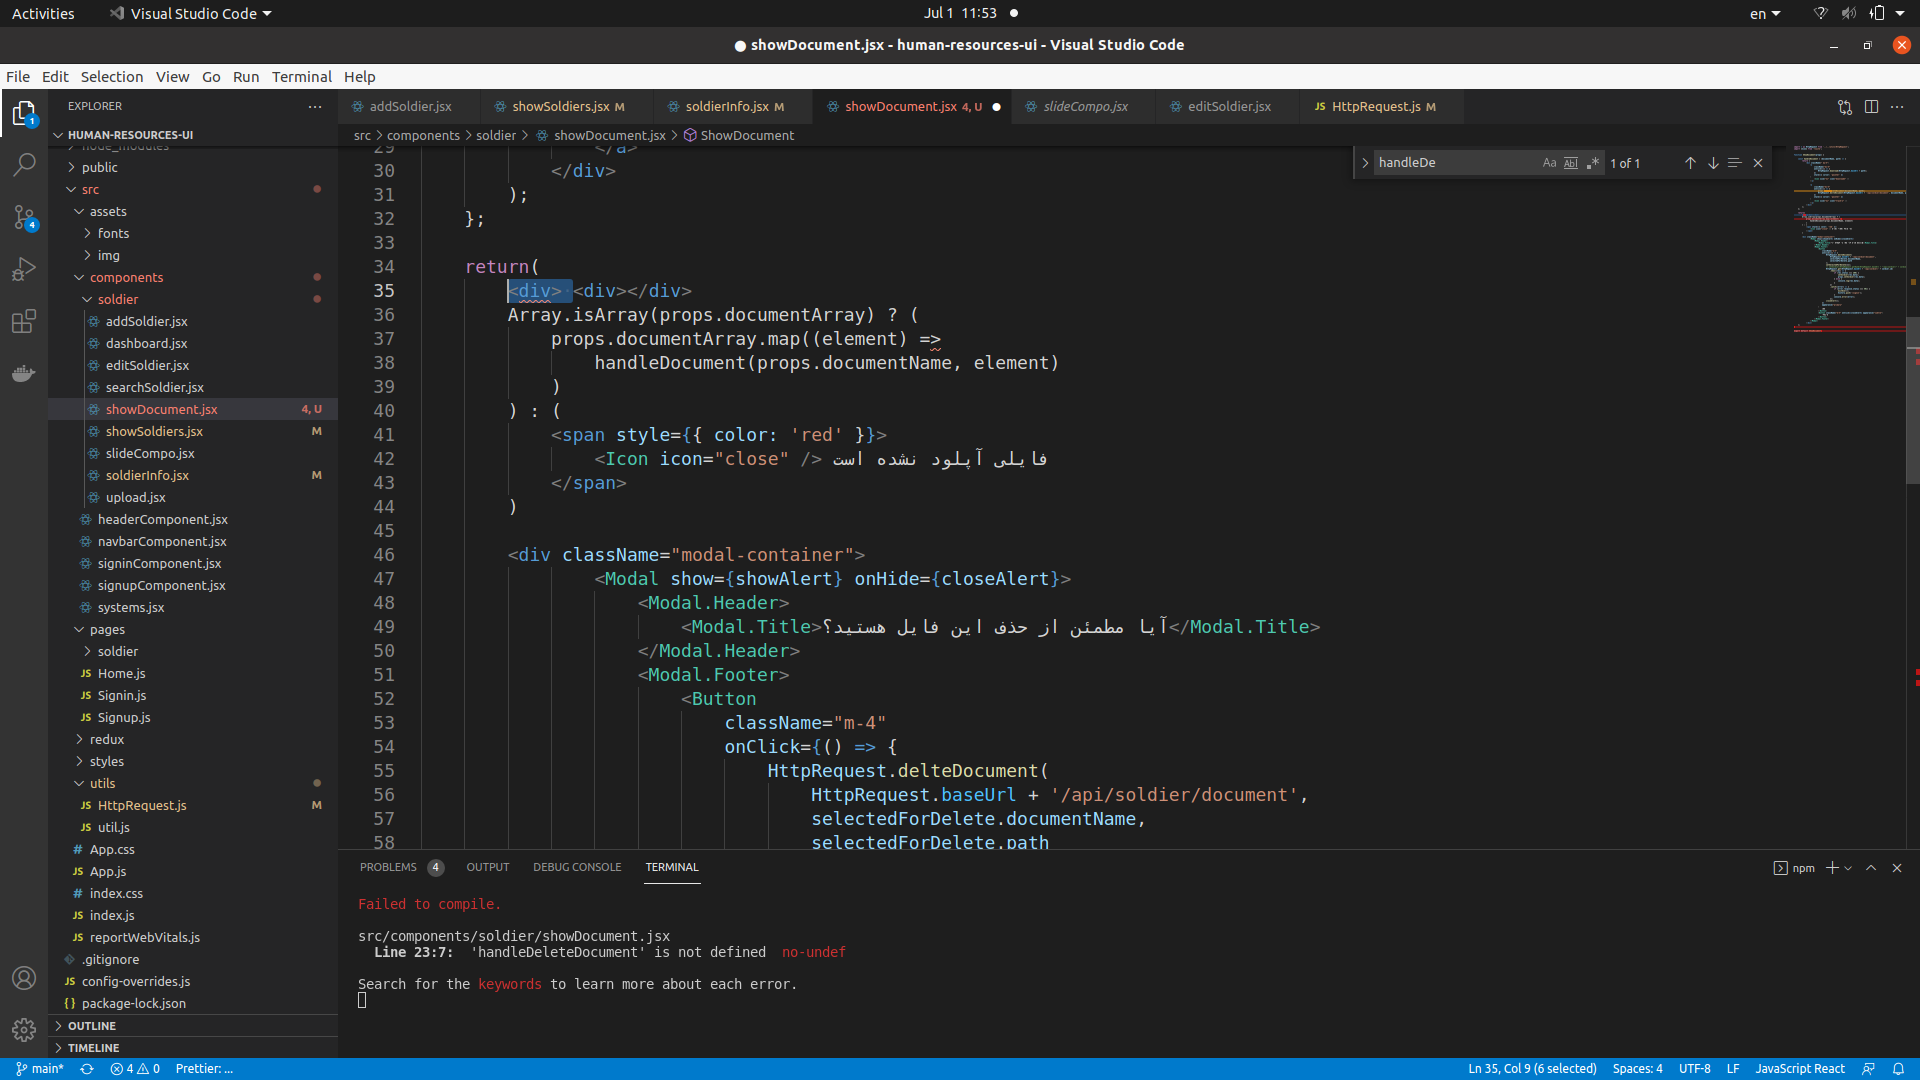 Activities
Visual Studio Code
Jul 1 11:53
en
● showDocument.jsx - human-resources-ui - Visual Studio Code
File Edit Selection View Go Run Terminal Help
EXPLORER
addSoldier.jsx
showSoldiers.jsx M
soldierInfo.jsx M
showDocument.jsx 4, U
slideCompo.jsx
editSoldier.jsx
JS HttpRequest.js M
HUMAN-RESOURCES-UI
node_modules
public
src
assets
fonts
img
components
soldier
addSoldier.jsx
dashboard.jsx
editSoldier.jsx
searchSoldier.jsx
showDocument.jsx 4, U
showSoldiers.jsx M
slideCompo.jsx
soldierInfo.jsx M
upload.jsx
headerComponent.jsx
navbarComponent.jsx
signinComponent.jsx
signupComponent.jsx
systems.jsx
pages
soldier
JS Home.js
JS Signin.js
JS Signup.js
redux
styles
utils
JS HttpRequest.js M
JS util.js
# App.css
JS App.js
# index.css
JS index.js
JS reportWebVitals.js
.gitignore
JS config-overrides.js
{} package-lock.json
OUTLINE
TIMELINE
1
4
src > components > soldier > showDocument.jsx > ShowDocument
handleDe
Aa Abl
1 of 1
29 </a>
30 </div>
31 );
32 };
33
34 return(
35 <div> <div></div>
36 Array.isArray(props.documentArray) ? (
37 props.documentArray.map((element) =>
38 handleDocument(props.documentName, element)
39 )
40 ) : (
41 <span style={{ color: 'red' }}>
42 <Icon icon="close" /> فایلی آپلود نشده است
43 </span>
44 )
45
46 <div className="modal-container">
47 <Modal show={showAlert} onHide={closeAlert}>
48 <Modal.Header>
49 <Modal.Title>آیا مطمئن از حذف این فایل هستید؟</Modal.Title>
50 </Modal.Header>
51 <Modal.Footer>
52 <Button
53 className="m-4"
54 onClick={() => {
55 HttpRequest.delteDocument(
56 HttpRequest.baseUrl + '/api/soldier/document',
57 selectedForDelete.documentName,
58 selectedForDelete.path
PROBLEMS 4 OUTPUT DEBUG CONSOLE TERMINAL
npm
Failed to compile.
src/components/soldier/showDocument.jsx
Line 23:7: 'handleDeleteDocument' is not defined no-undef
Search for the keywords to learn more about each error.
main*
4 0
Prettier: ...
Ln 35, Col 9 (6 selected)
Spaces: 4
UTF-8
LF
JavaScript React